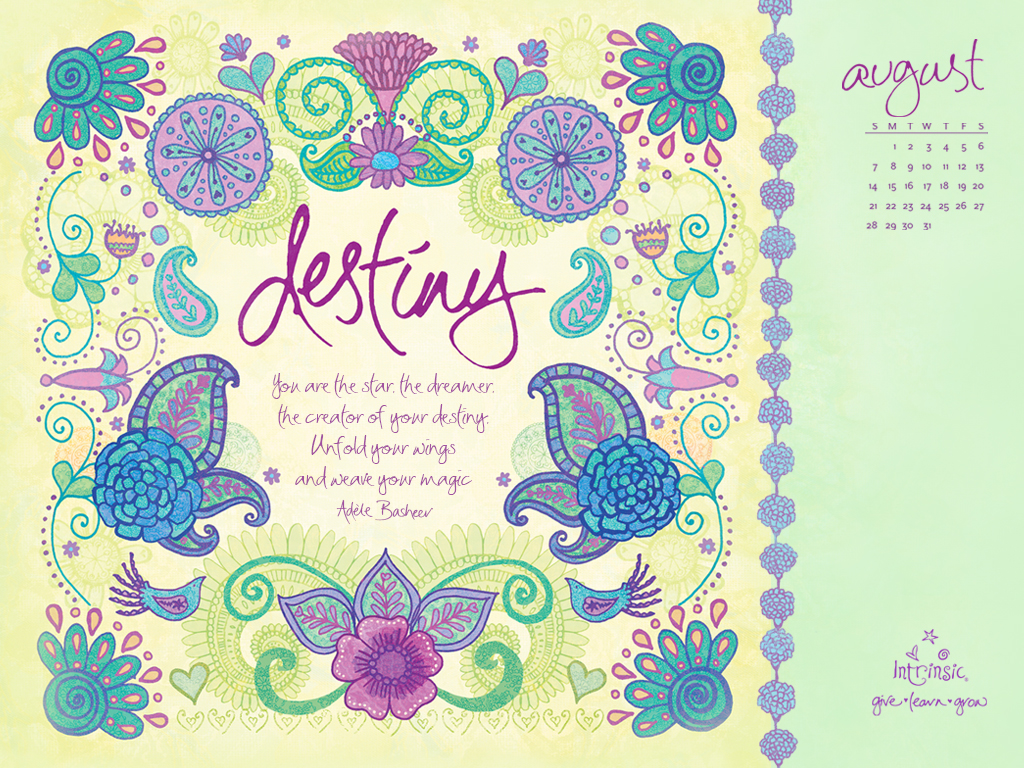 destiny
You are the star, the dreamer,
the creator of your destiny.
Unfold your wings
and weave your magic
Adèle Basheer
august
S M T W T F S
1 2 3 4 5 6
7 8 9 10 11 12 13
14 15 16 17 18 19 20
21 22 23 24 25 26 27
28 29 30 31
Intrinsic®
give • learn • grow